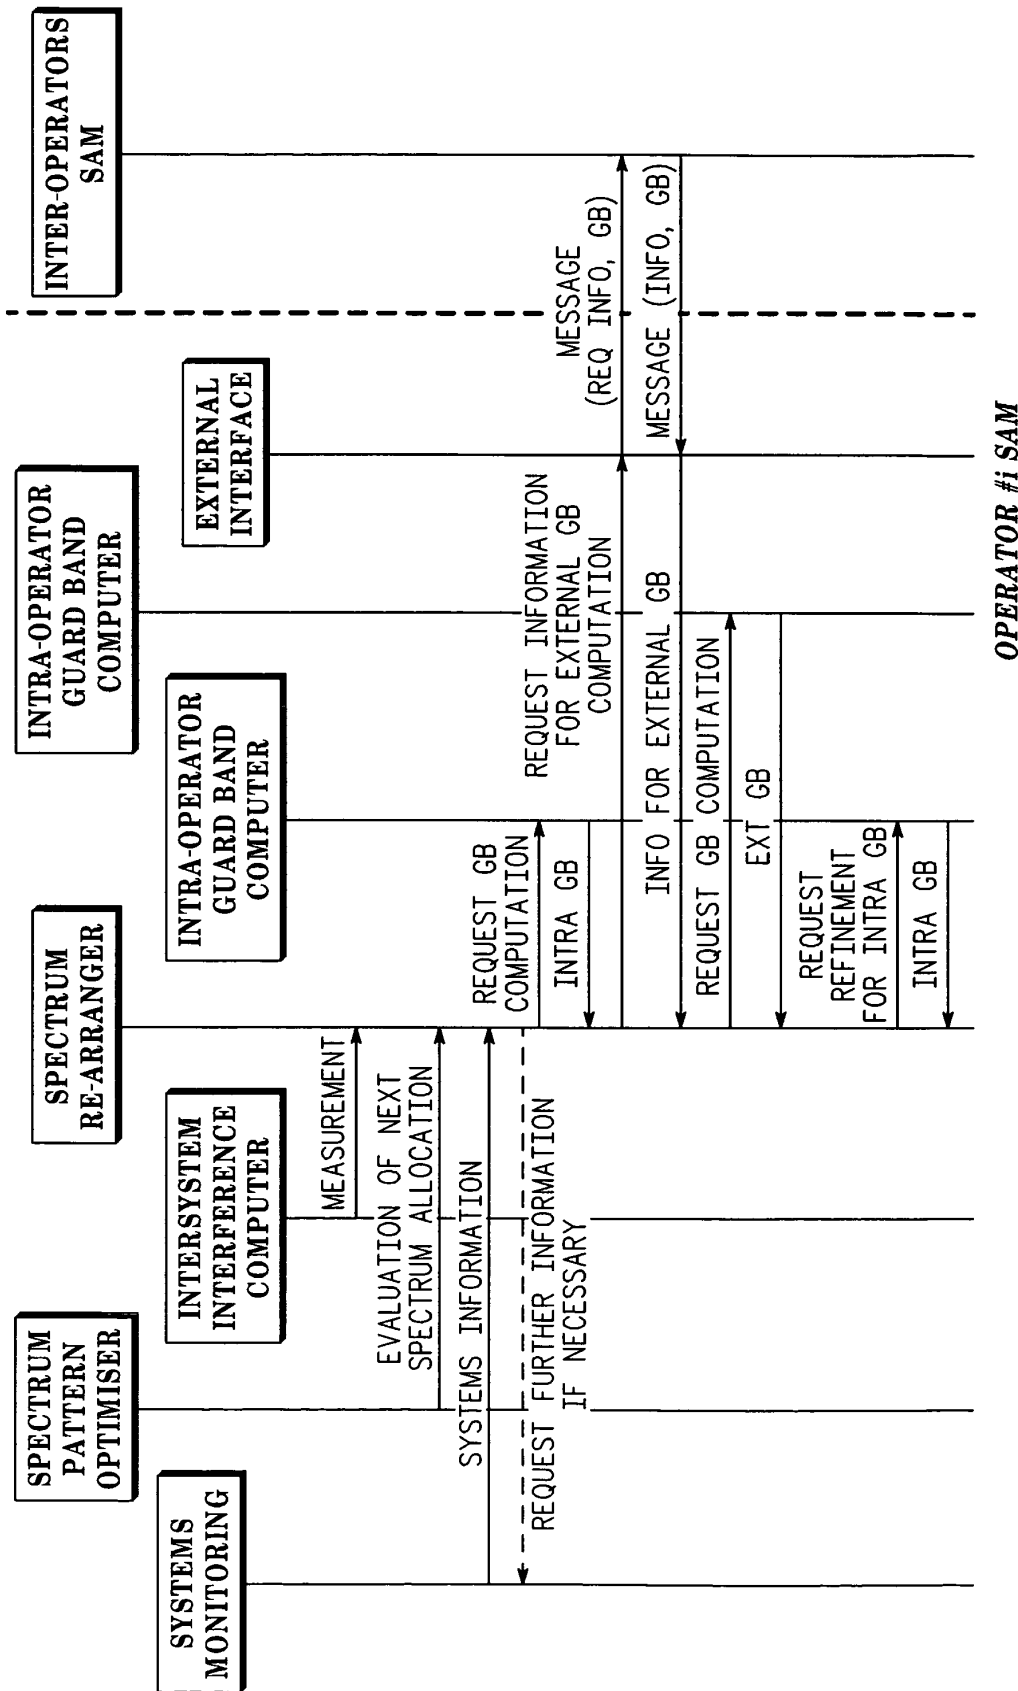 SYSTEMS
MONITORING
SPECTRUM
PATTERN
OPTIMISER
INTERSYSTEM
INTERFERENCE
COMPUTER
SPECTRUM
RE-ARRANGER
INTRA-OPERATOR
GUARD BAND
COMPUTER
INTRA-OPERATOR
GUARD BAND
COMPUTER
EXTERNAL
INTERFACE
INTER-OPERATORS
SAM
MEASUREMENT
EVALUATION OF NEXT
SPECTRUM ALLOCATION
SYSTEMS INFORMATION
REQUEST FURTHER INFORMATION
IF NECESSARY
REQUEST GB
COMPUTATION
INTRA GB
REQUEST INFORMATION
FOR EXTERNAL GB
COMPUTATION
MESSAGE
(REQ INFO, GB)
MESSAGE (INFO, GB)
INFO FOR EXTERNAL GB
REQUEST GB COMPUTATION
EXT GB
REQUEST
REFINEMENT
FOR INTRA GB
INTRA GB
OPERATOR #i SAM